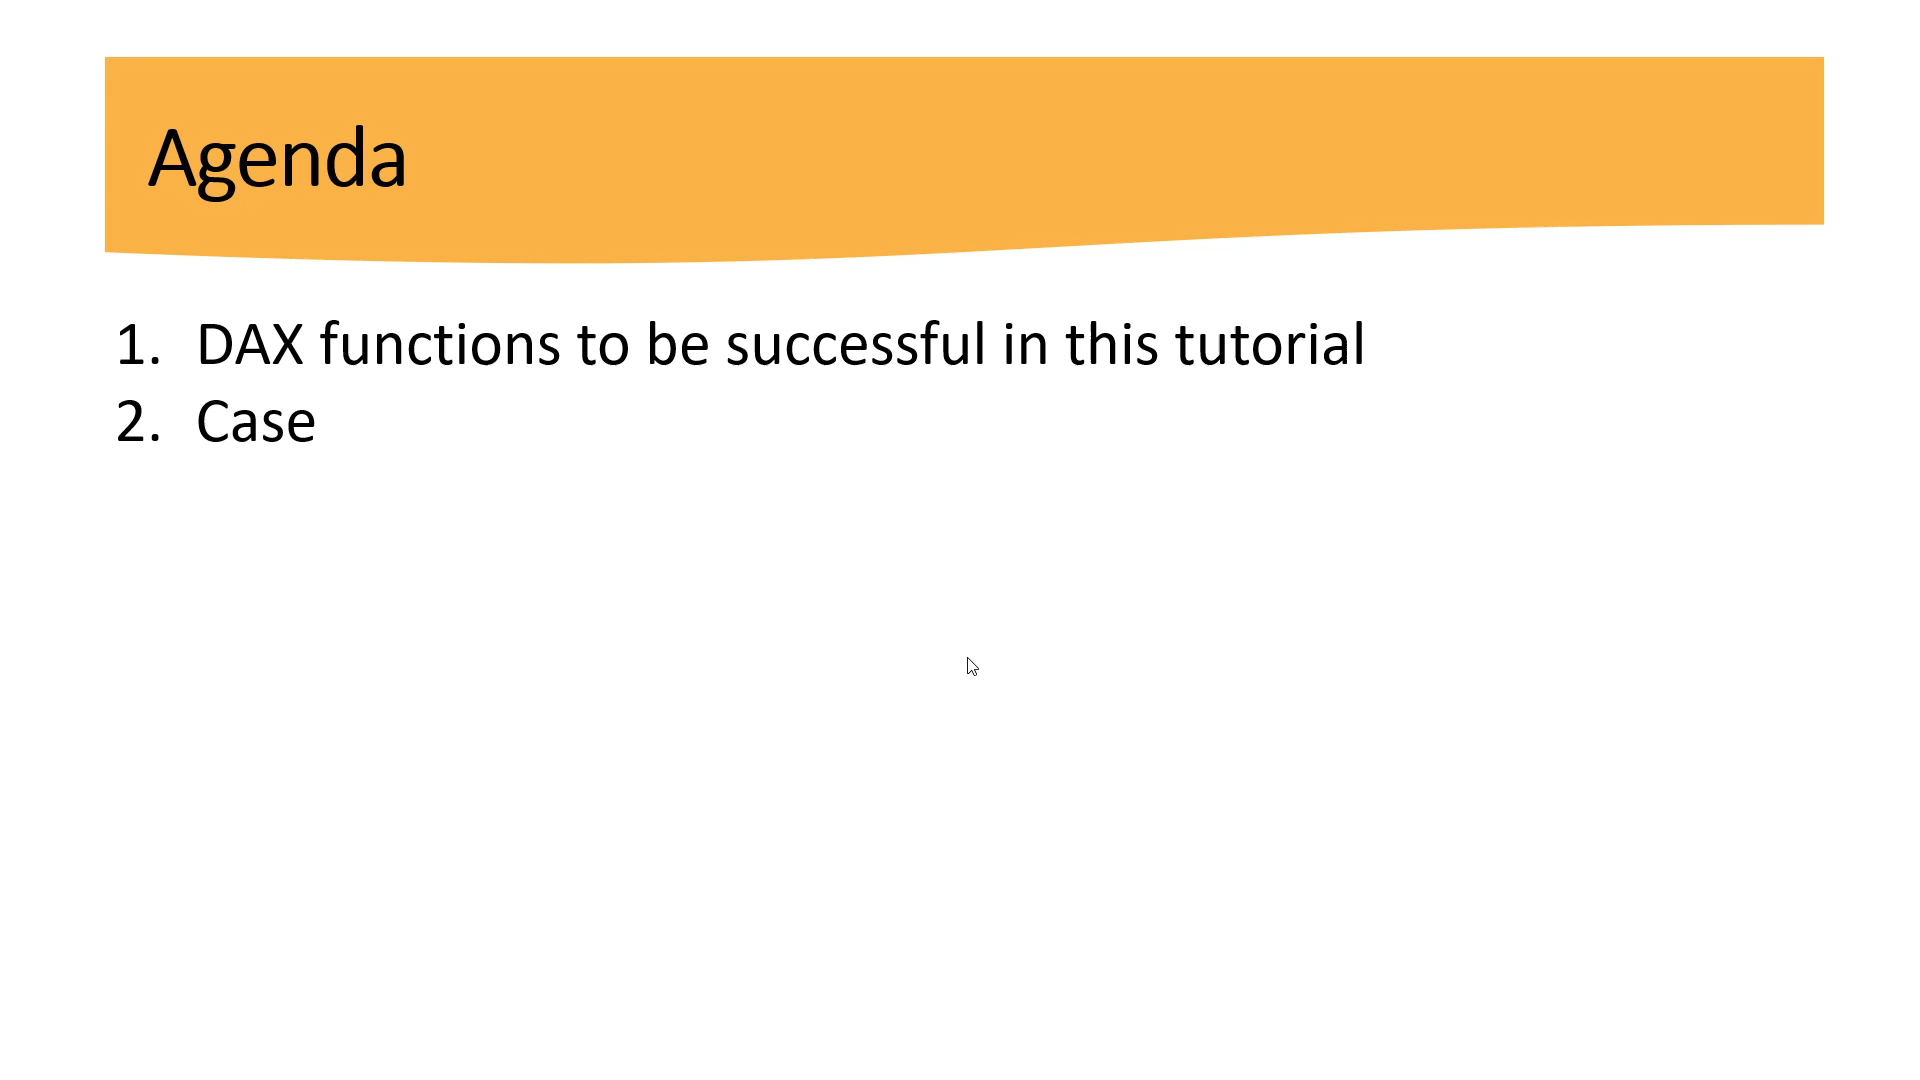 Agenda
1. DAX functions to be successful in this tutorial
2. Case